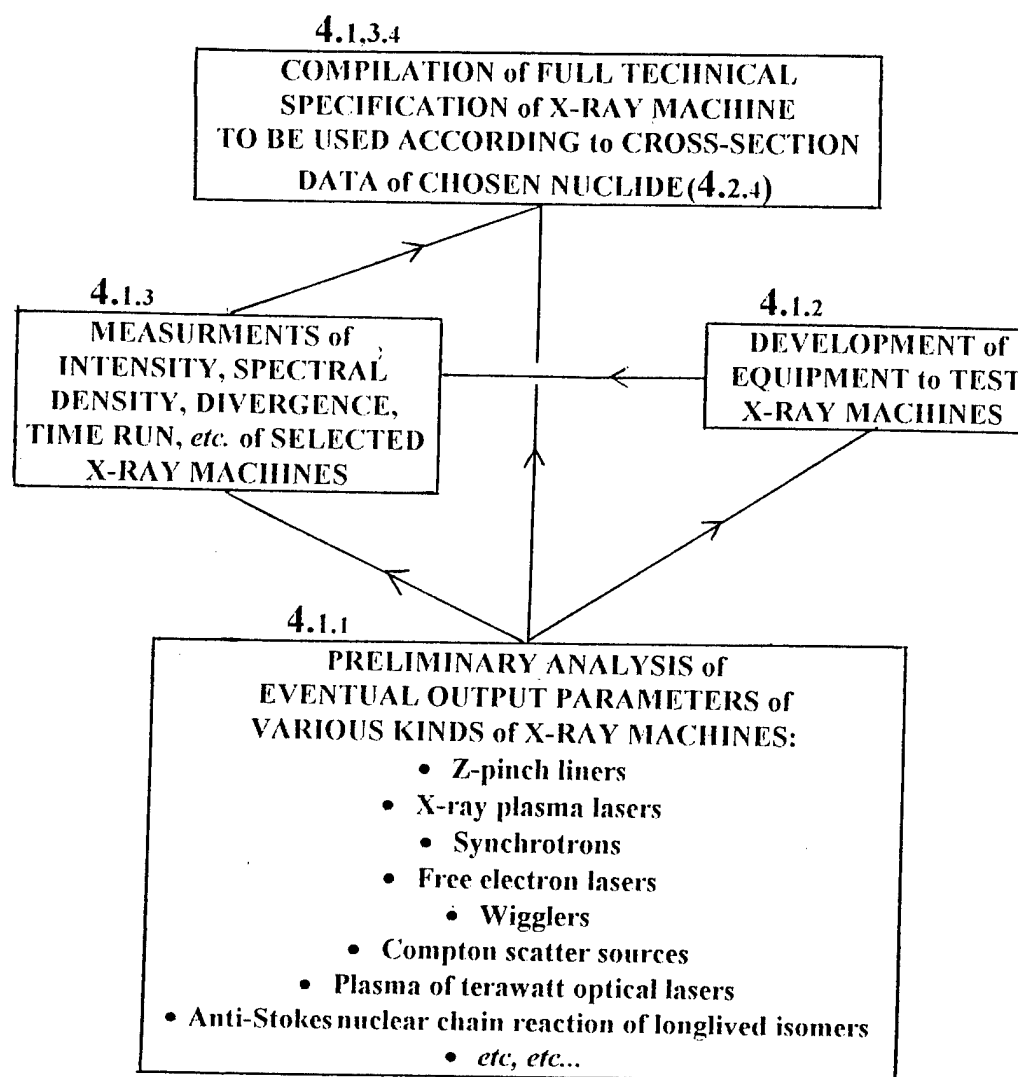 4.1,3.4
COMPILATION of FULL TECHNICAL
SPECIFICATION of X-RAY MACHINE
TO BE USED ACCORDING to CROSS-SECTION
DATA of CHOSEN NUCLIDE (4.2.4)
4.1.3
MEASURMENTS of
INTENSITY, SPECTRAL
DENSITY, DIVERGENCE,
TIME RUN, etc. of SELECTED
X-RAY MACHINES
4.1.2
DEVELOPMENT of
EQUIPMENT to TEST
X-RAY MACHINES
4.1.1
PRELIMINARY ANALYSIS of
EVENTUAL OUTPUT PARAMETERS of
VARIOUS KINDS of X-RAY MACHINES:
• Z-pinch liners
• X-ray plasma lasers
• Synchrotrons
• Free electron lasers
• Wigglers
• Compton scatter sources
• Plasma of terawatt optical lasers
• Anti-Stokes nuclear chain reaction of longlived isomers
• etc, etc...